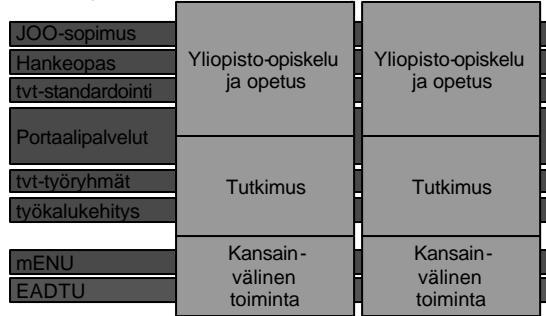 JOO-sopimus
Hankeopas
tvt-standardointi
Portaalipalvelut
tvt-työryhmät
työkalukehitys
mENU
EADTU
Yliopisto-opiskelu
ja opetus
Tutkimus
Kansain-
välinen
toiminta
Yliopisto-opiskelu
ja opetus
Tutkimus
Kansain-
välinen
toiminta